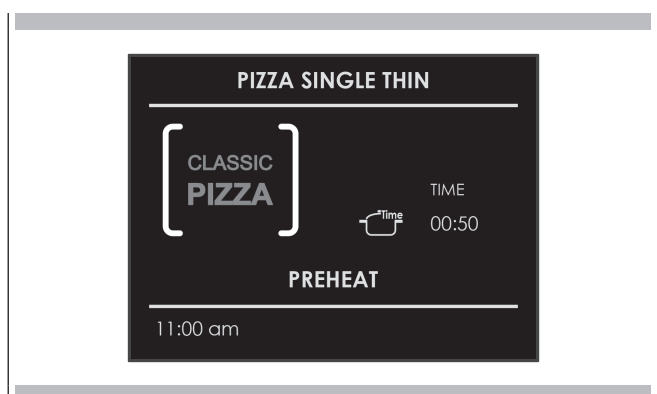 PIZZA SINGLE THIN
CLASSIC
PIZZA
TIME
Time
00:50
PREHEAT
11:00 am